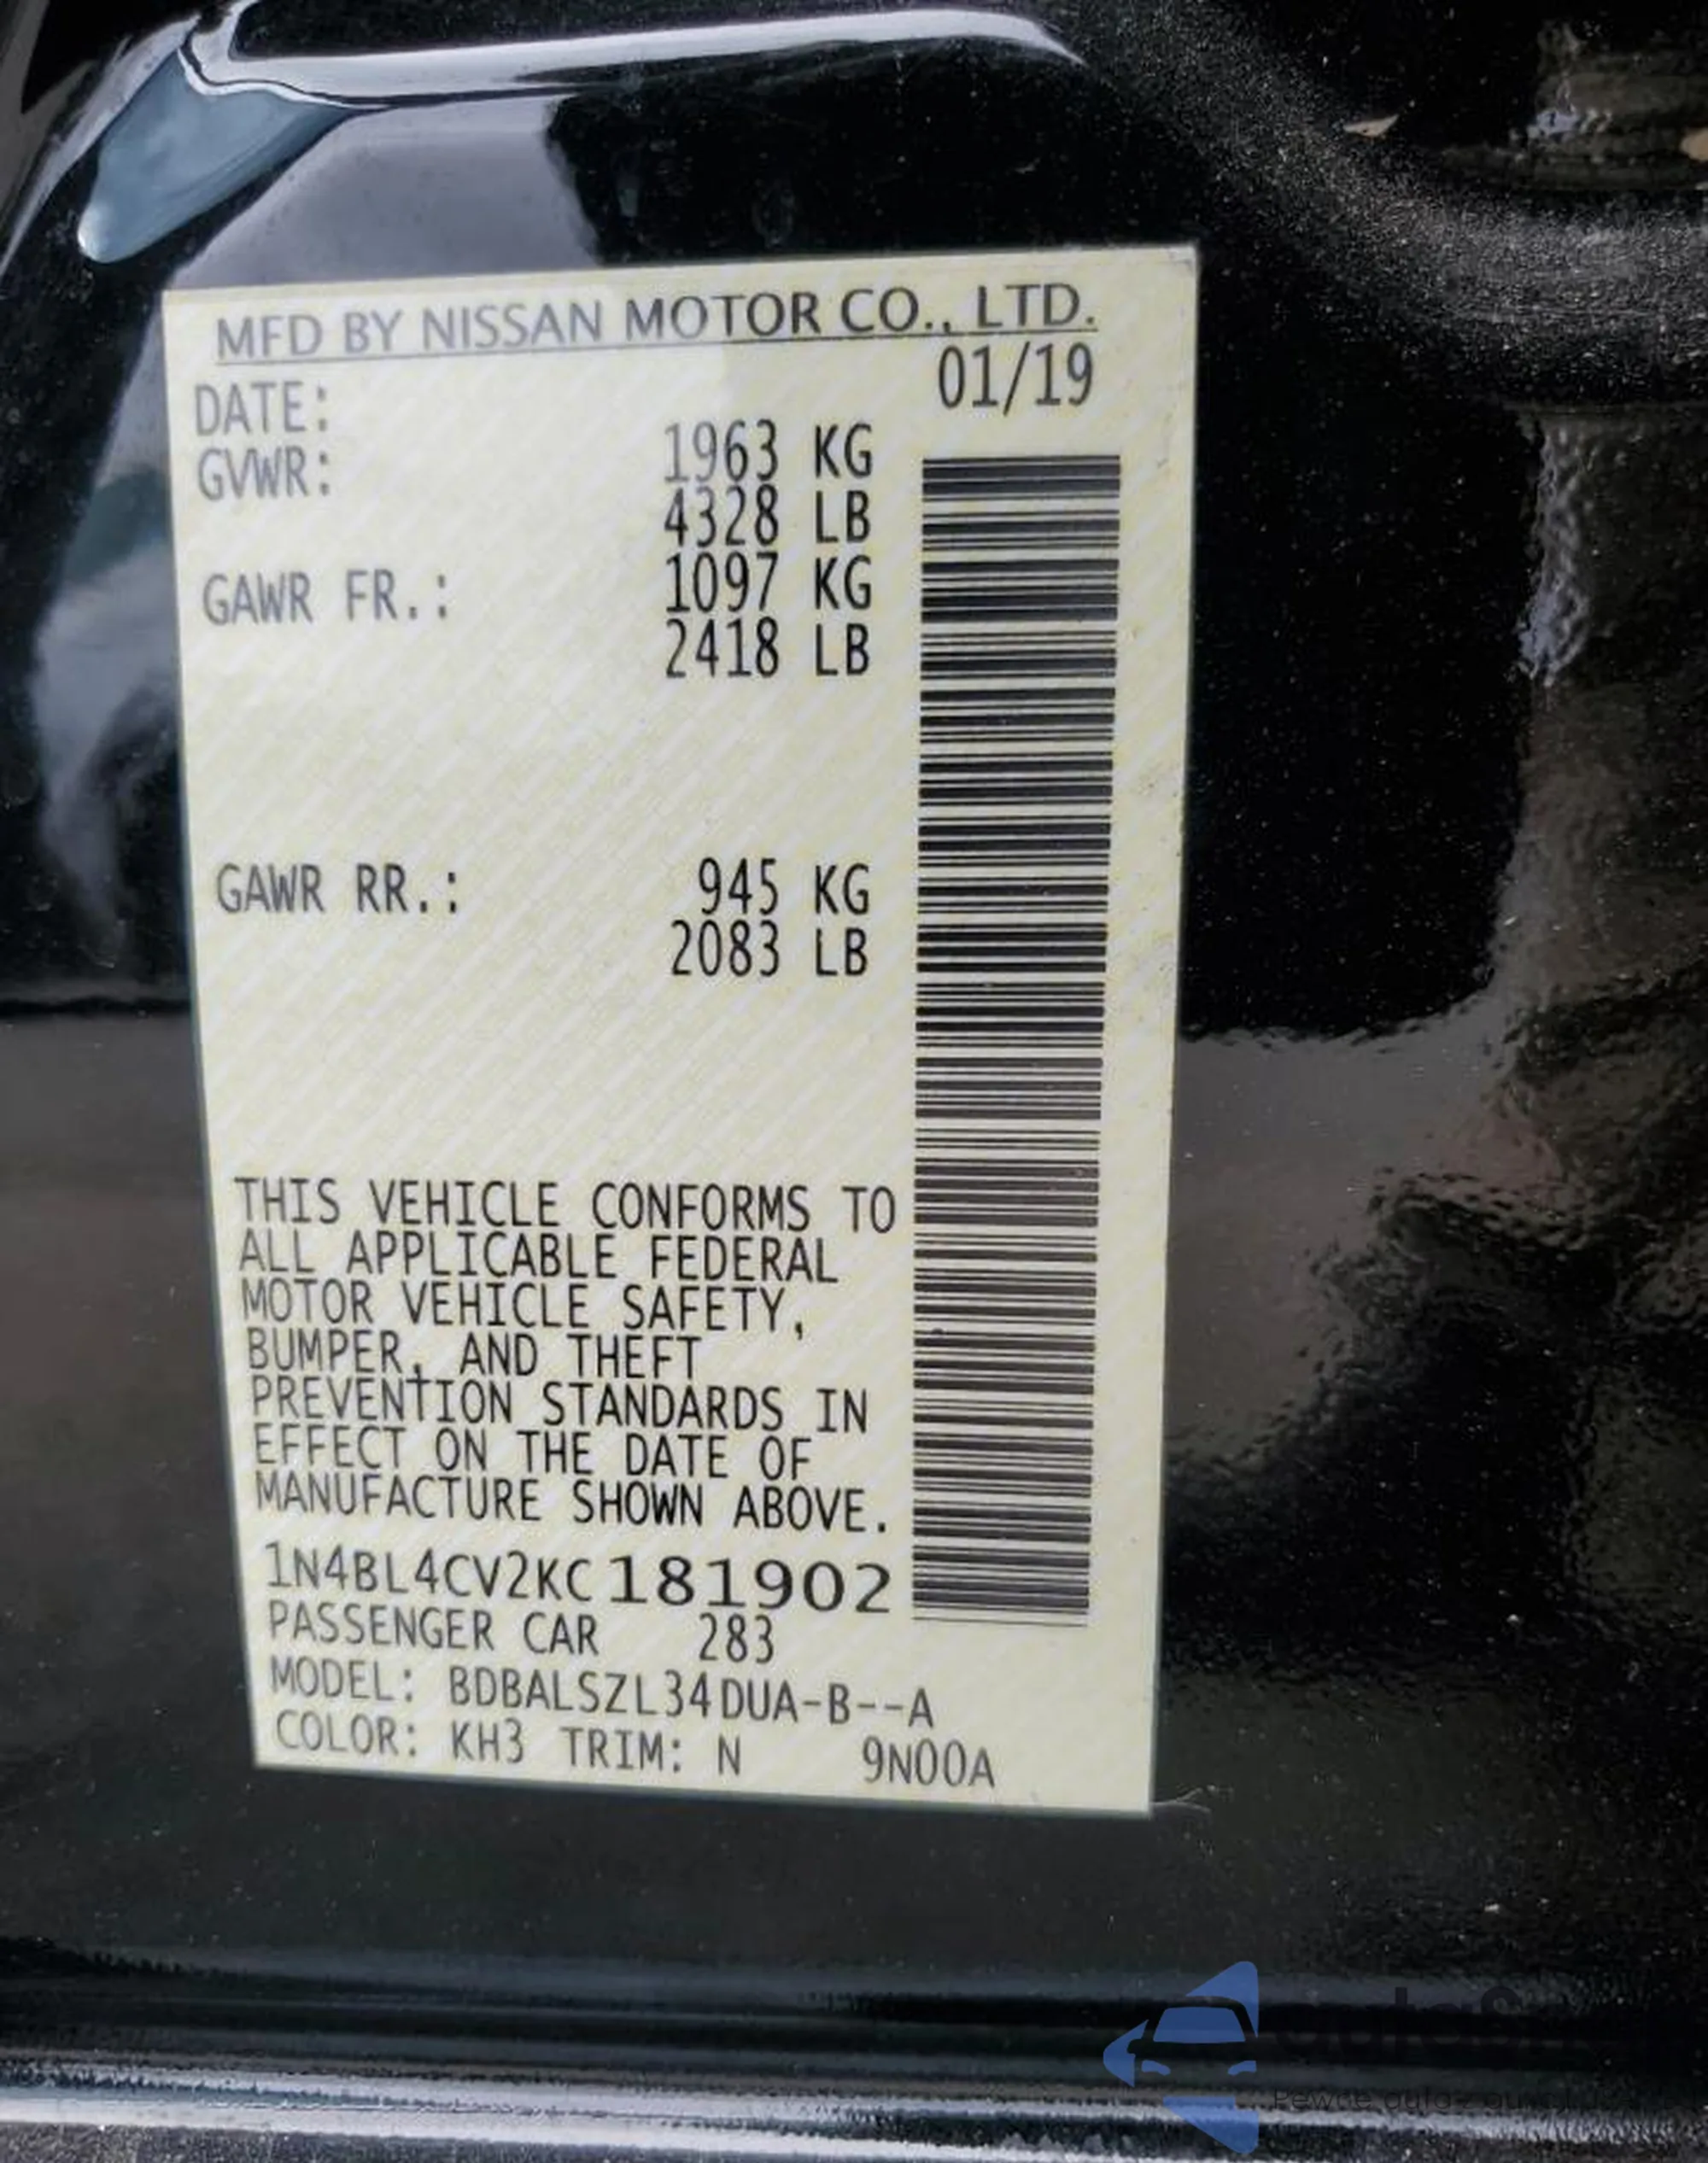 MFD BY NISSAN MOTOR CO., LTD.
DATE: 01/19
GVWR: 1963 KG
4328 LB
GAWR FR.: 1097 KG
2418 LB
GAWR RR.: 945 KG
2083 LB
THIS VEHICLE CONFORMS TO
ALL APPLICABLE FEDERAL
MOTOR VEHICLE SAFETY,
BUMPER, AND THEFT
PREVENTION STANDARDS IN
EFFECT ON THE DATE OF
MANUFACTURE SHOWN ABOVE.
1N4BL4CV2KC181902
PASSENGER CAR 283
MODEL: BDBALSZL34DUA-B--A
COLOR: KH3 TRIM: N 9N00A
Pewne auta z